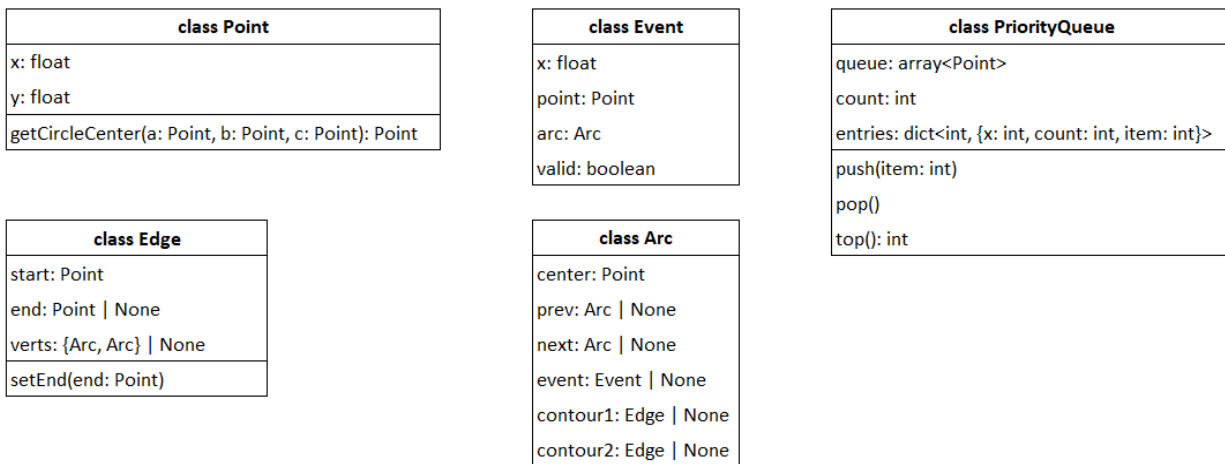 class Point
x: float
y: float
getCircleCenter(a: Point, b: Point, c: Point): Point
class Event
x: float
point: Point
arc: Arc
valid: boolean
class PriorityQueue
queue: array<Point>
count: int
entries: dict<int, {x: int, count: int, item: int}>
push(item: int)
pop()
top(): int
class Edge
start: Point
end: Point | None
verts: {Arc, Arc} | None
setEnd(end: Point)
class Arc
center: Point
prev: Arc | None
next: Arc | None
event: Event | None
contour1: Edge | None
contour2: Edge | None